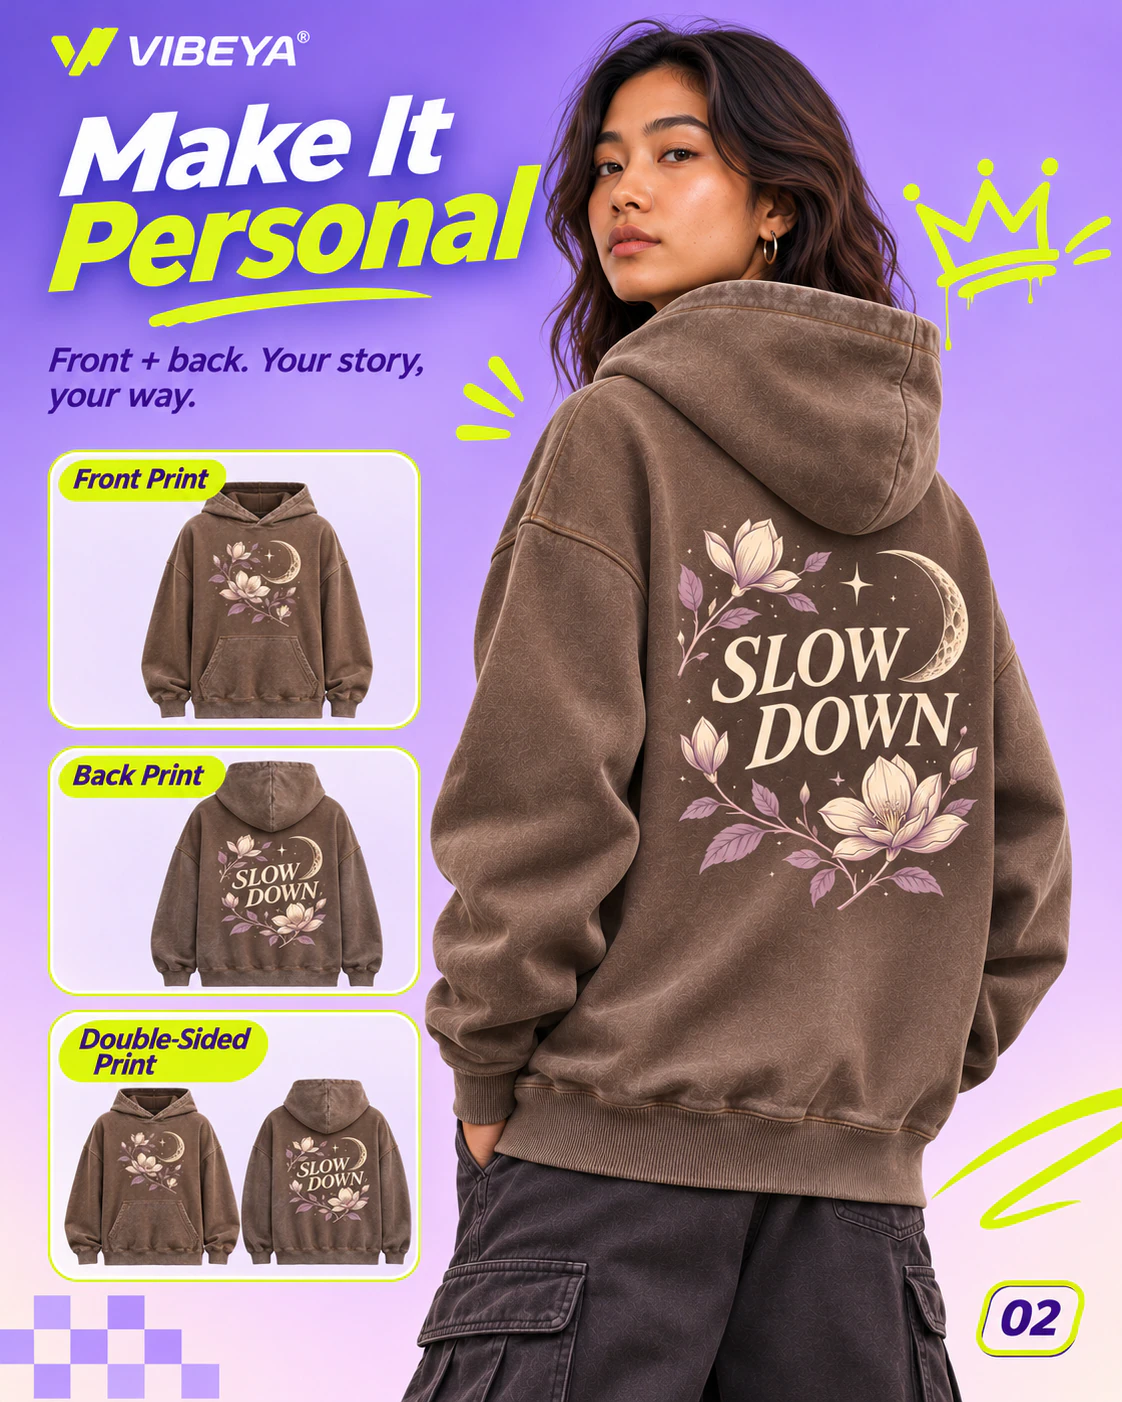 VIBEYA®
Make It
Personal
Front + back. Your story,
your way.
Front Print
Back Print
SLOW
DOWN
Double-Sided
Print
SLOW
DOWN
SLOW
DOWN
02